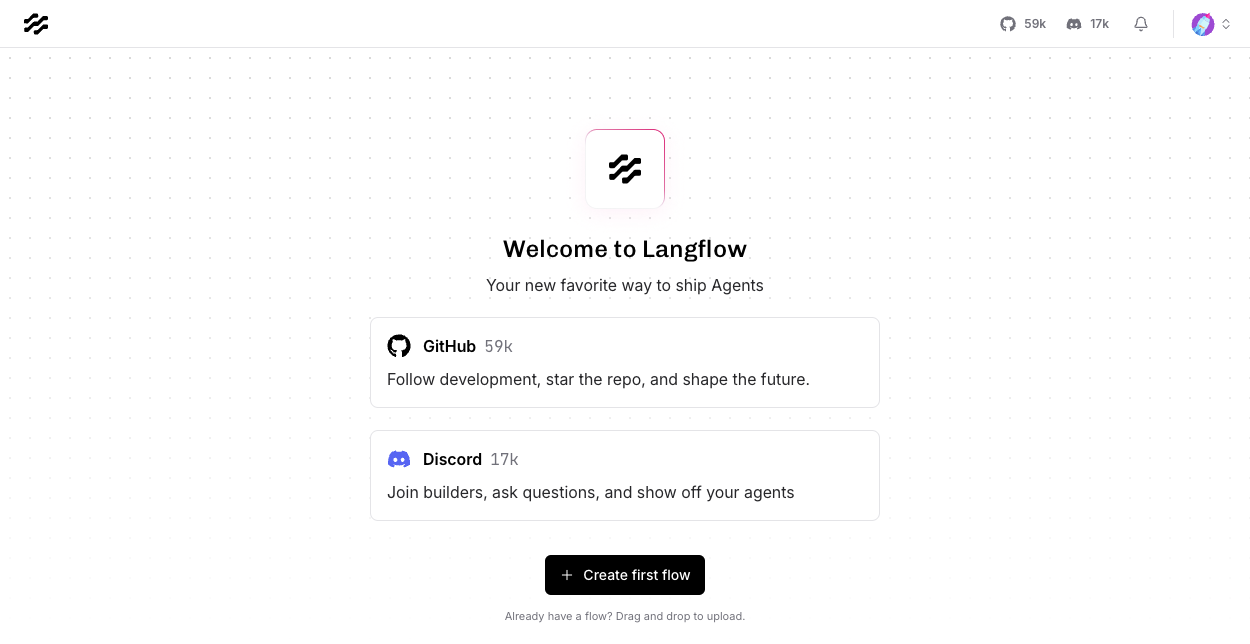 59k
17k
Welcome to Langflow
Your new favorite way to ship Agents
GitHub 59k
Follow development, star the repo, and shape the future.
Discord 17k
Join builders, ask questions, and show off your agents
Create first flow
Already have a flow? Drag and drop to upload.